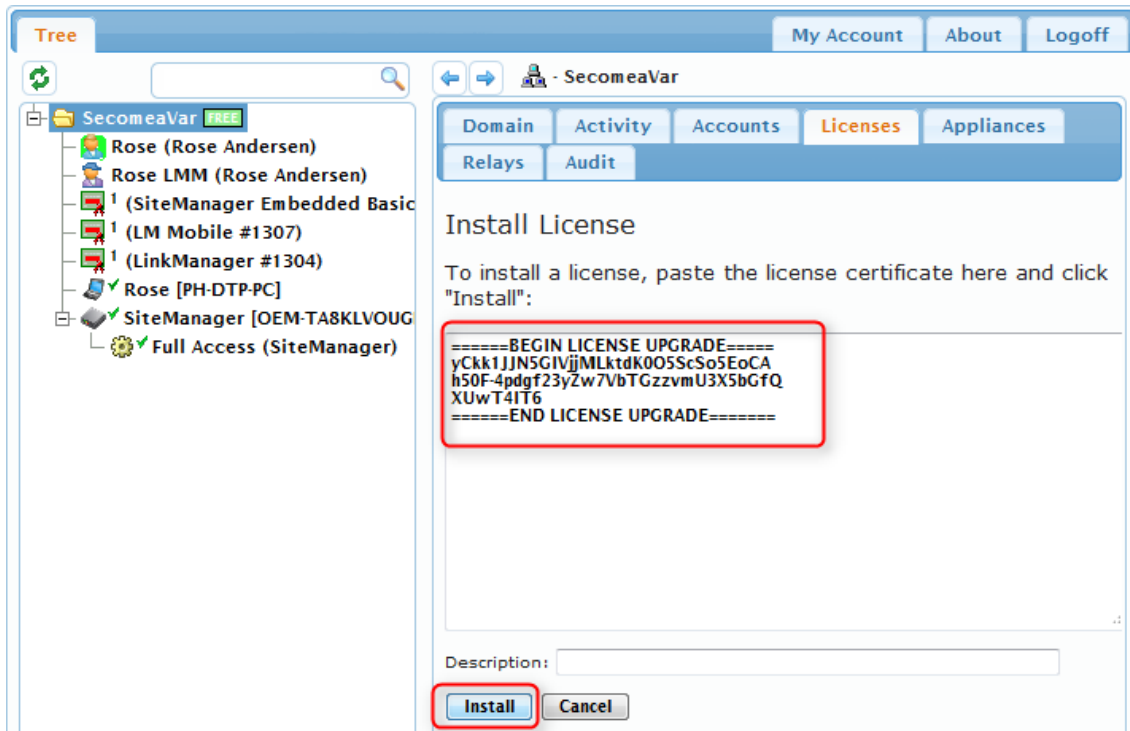 Tree
My Account
About
Logoff
SecomeaVar FREE
Rose (Rose Andersen)
Rose LMM (Rose Andersen)
1 (SiteManager Embedded Basic
1 (LM Mobile #1307)
1 (LinkManager #1304)
Rose [PH-DTP-PC]
SiteManager [OEM-TA8KLVOUG
Full Access (SiteManager)
- SecomeaVar
Domain
Activity
Accounts
Licenses
Appliances
Relays
Audit
Install License
To install a license, paste the license certificate here and click
"Install":
======BEGIN LICENSE UPGRADE=====
yCkk1JJN5GIVjjMLktdK0O5ScSo5EoCA
h50F-4pdgf23yZw7VbTGzzvmU3X5bGfQ
XUwT4IT6
======END LICENSE UPGRADE=======
Description:
Install
Cancel